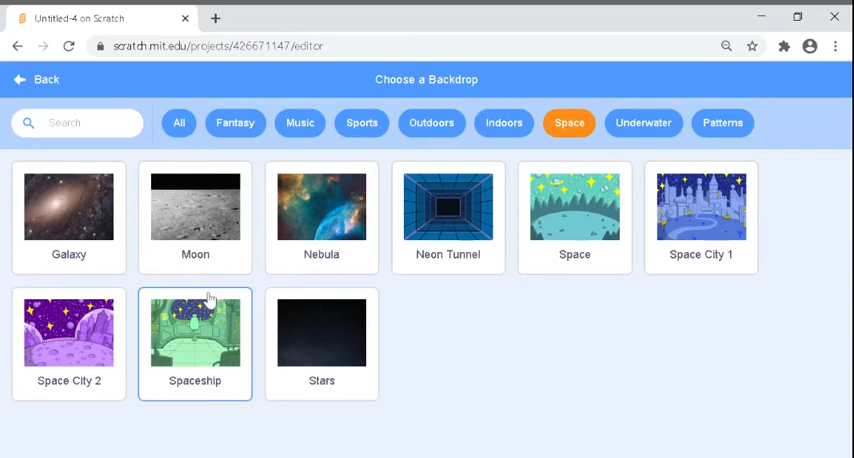 Untitled-4 on Scratch
scratch.mit.edu/projects/426671147/editor
Back
Choose a Backdrop
Search
All
Fantasy
Music
Sports
Outdoors
Indoors
Space
Underwater
Patterns
Galaxy
Moon
Nebula
Neon Tunnel
Space
Space City 1
Space City 2
Spaceship
Stars